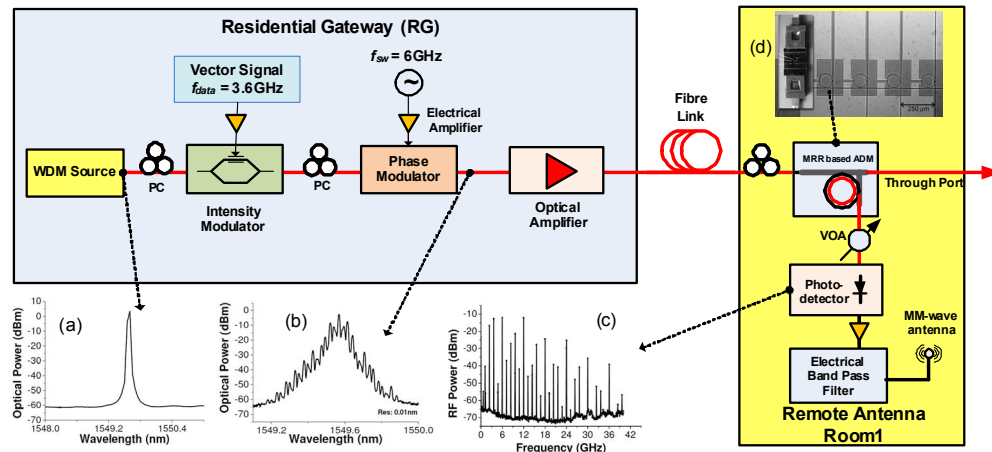 Residential Gateway (RG)
Vector Signal
f_data = 3.6GHz
f_sw = 6GHz
Electrical
Amplifier
WDM Source
PC
Intensity
Modulator
PC
Phase
Modulator
Optical
Amplifier
Fibre
Link
(d)
250 µm
MRR based ADM
Through Port
VOA
Photo-
detector
MM-wave
antenna
Electrical
Band Pass
Filter
Remote Antenna
Room1
(a)
Optical Power (dBm)
10
0
-10
-20
-30
-40
-50
-60
-70
1548.0
1549.2
1550.4
Wavelength (nm)
(b)
Optical Power (dBm)
0
-10
-20
-30
-40
-50
-60
-70
Res: 0.01nm
1549.2
1549.6
1550.0
Wavelength (nm)
(c)
RF Power (dBm)
-10
-20
-30
-40
-50
-60
-70
0
6
12
18
24
30
36
42
Frequency (GHz)